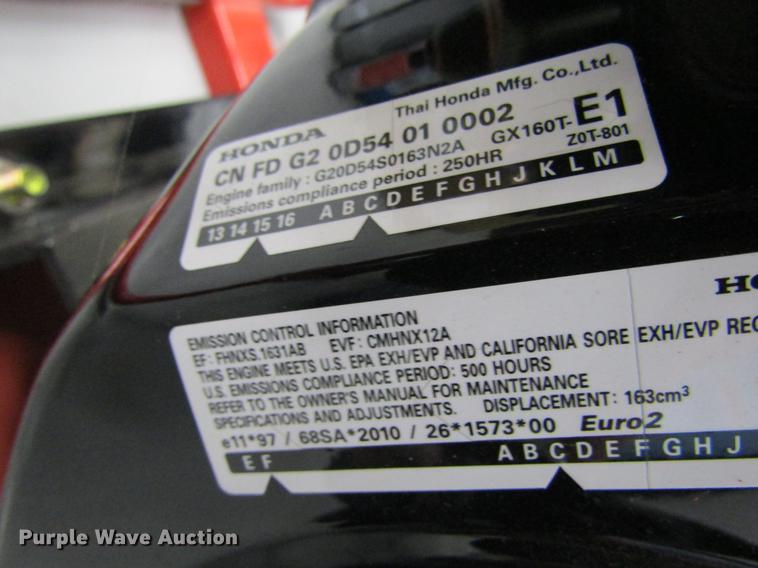 Thai Honda Mfg. Co.,Ltd.
HONDA
CN FD G2 0D54 01 0002
GX160T-E1
Engine family : G20D54S0163N2A
Z0T-801
Emissions compliance period : 250HR
13 14 15 16 A B C D E F G H J K L M
HO
EMISSION CONTROL INFORMATION
EF: FHNXS.1631AB EVF: CMHNX12A
THIS ENGINE MEETS U.S. EPA EXH/EVP AND CALIFORNIA SORE EXH/EVP REG
U.S. EMISSIONS COMPLIANCE PERIOD: 500 HOURS
REFER TO THE OWNER'S MANUAL FOR MAINTENANCE
SPECIFICATIONS AND ADJUSTMENTS. DISPLACEMENT: 163cm³
e11*97 / 68SA*2010 / 26*1573*00 Euro2
E F A B C D E F G H J
Purple Wave Auction